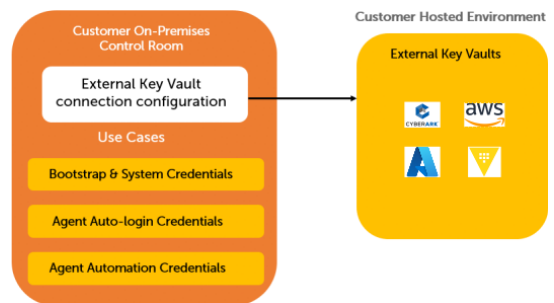 Customer On-Premises
Control Room
External Key Vault
connection configuration
Use Cases
Bootstrap & System Credentials
Agent Auto-login Credentials
Agent Automation Credentials
Customer Hosted Environment
External Key Vaults
CYBERARK
aws